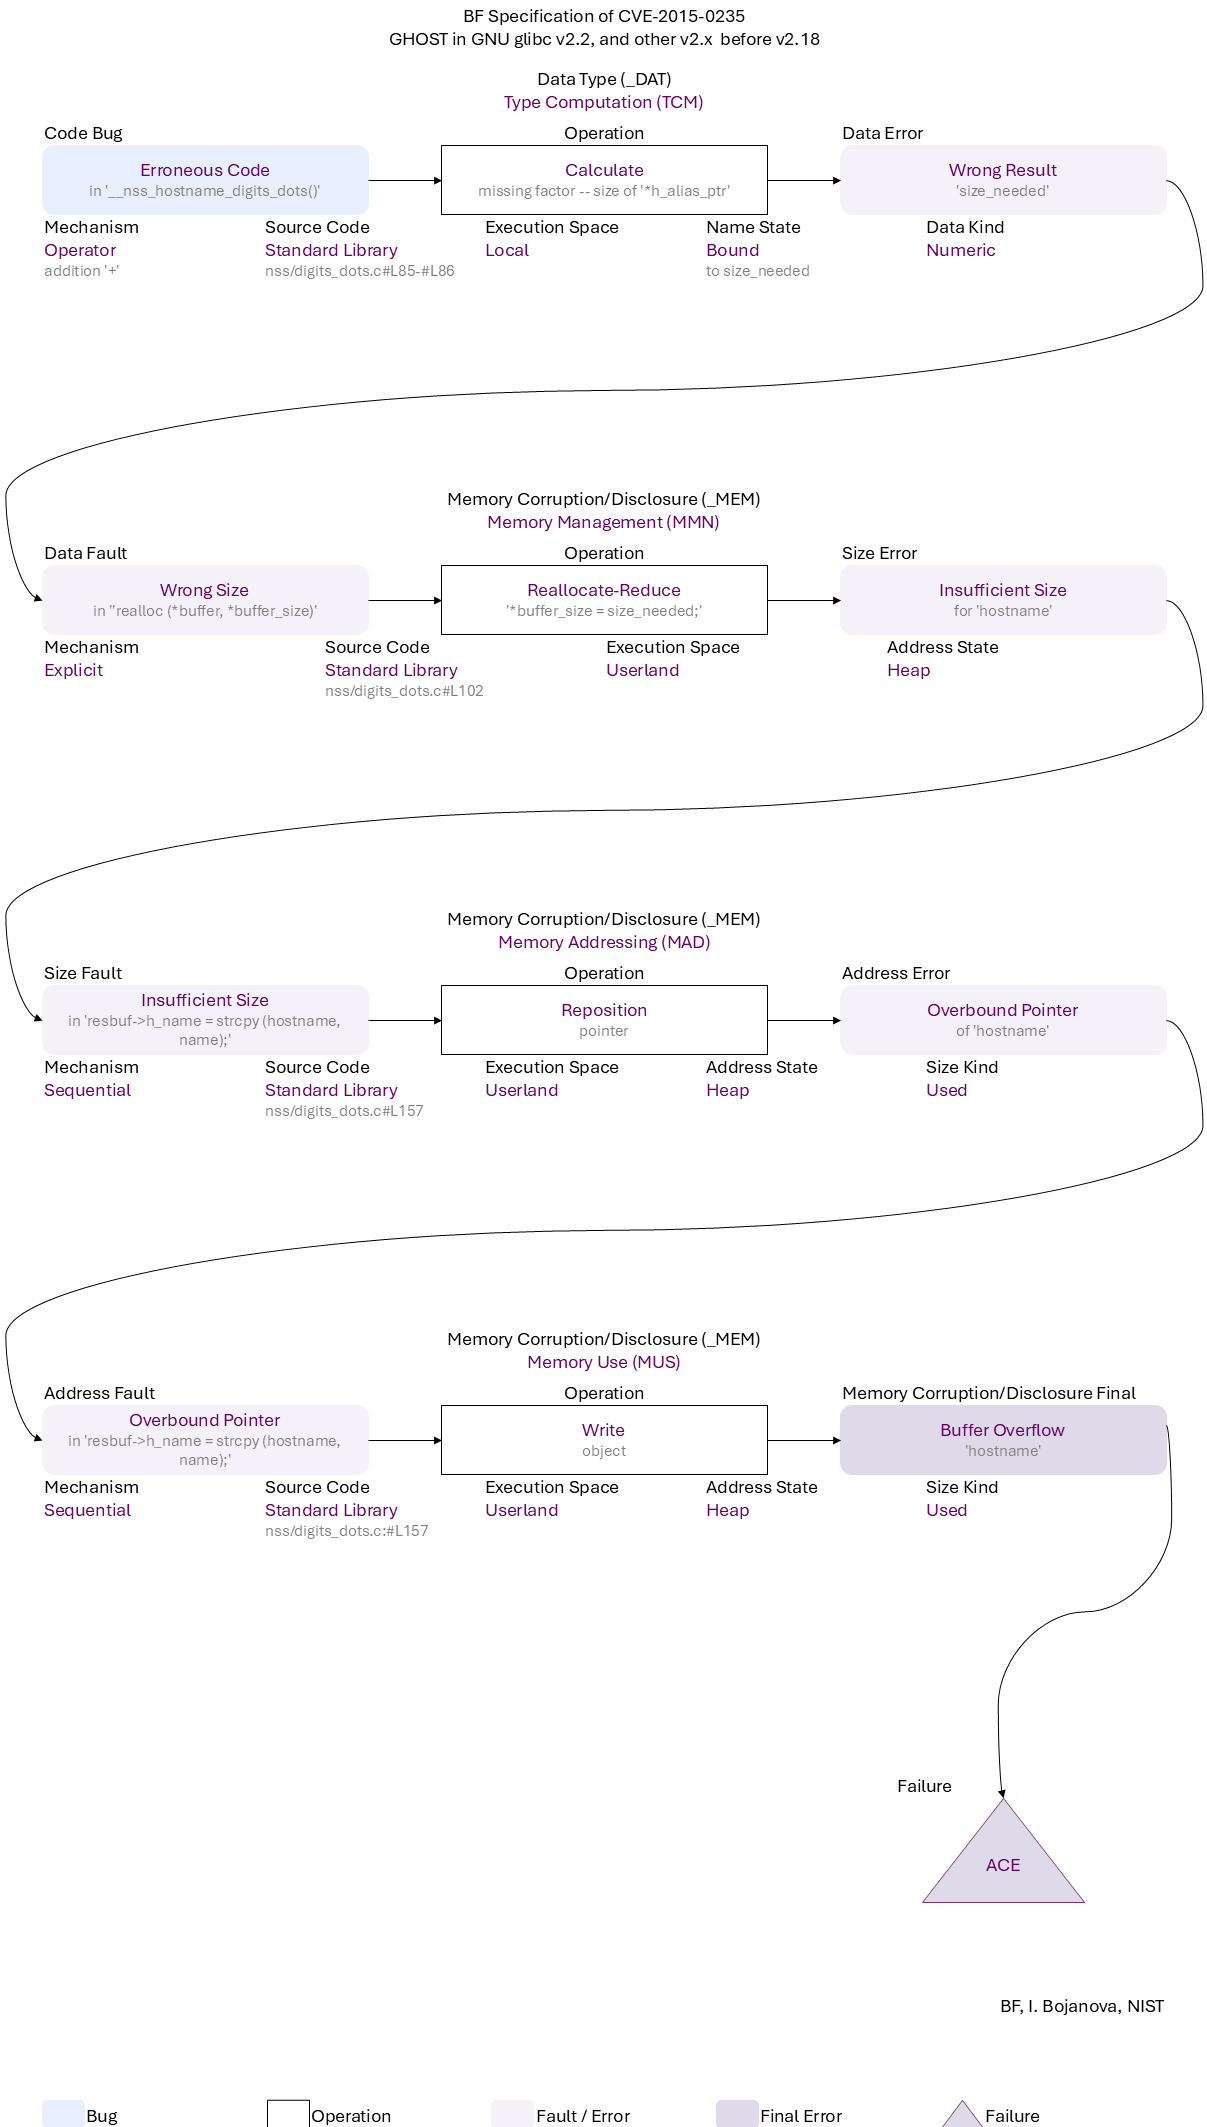 BF Specification of CVE-2015-0235
GHOST in GNU glibc v2.2, and other v2.x before v2.18
Data Type (_DAT)
Type Computation (TCM)
Code Bug Operation Data Error
Erroneous Code Calculate Wrong Result
in '__nss_hostname_digits_dots()' missing factor -- size of '*h_alias_ptr' 'size_needed'
Mechanism Source Code Execution Space Name State Data Kind
Operator Standard Library Local Bound Numeric
addition '+' nss/digits_dots.c#L85-#L86 to size_needed
Memory Corruption/Disclosure (_MEM)
Memory Management (MMN)
Data Fault Operation Size Error
Wrong Size Reallocate-Reduce Insufficient Size
in "realloc (*buffer, *buffer_size)' '*buffer_size = size_needed;' for 'hostname'
Mechanism Source Code Execution Space Address State
Explicit Standard Library Userland Heap
nss/digits_dots.c#L102
Memory Corruption/Disclosure (_MEM)
Memory Addressing (MAD)
Size Fault Operation Address Error
Insufficient Size Reposition Overbound Pointer
in 'resbuf->h_name = strcpy (hostname, pointer of 'hostname'
name);'
Mechanism Source Code Execution Space Address State Size Kind
Sequential Standard Library Userland Heap Used
nss/digits_dots.c#L157
Memory Corruption/Disclosure (_MEM)
Memory Use (MUS)
Address Fault Operation Memory Corruption/Disclosure Final
Overbound Pointer Write Buffer Overflow
in 'resbuf->h_name = strcpy (hostname, object 'hostname'
name);'
Mechanism Source Code Execution Space Address State Size Kind
Sequential Standard Library Userland Heap Used
nss/digits_dots.c:#L157
Failure
ACE
BF, I. Bojanova, NIST
Bug Operation Fault / Error Final Error Failure